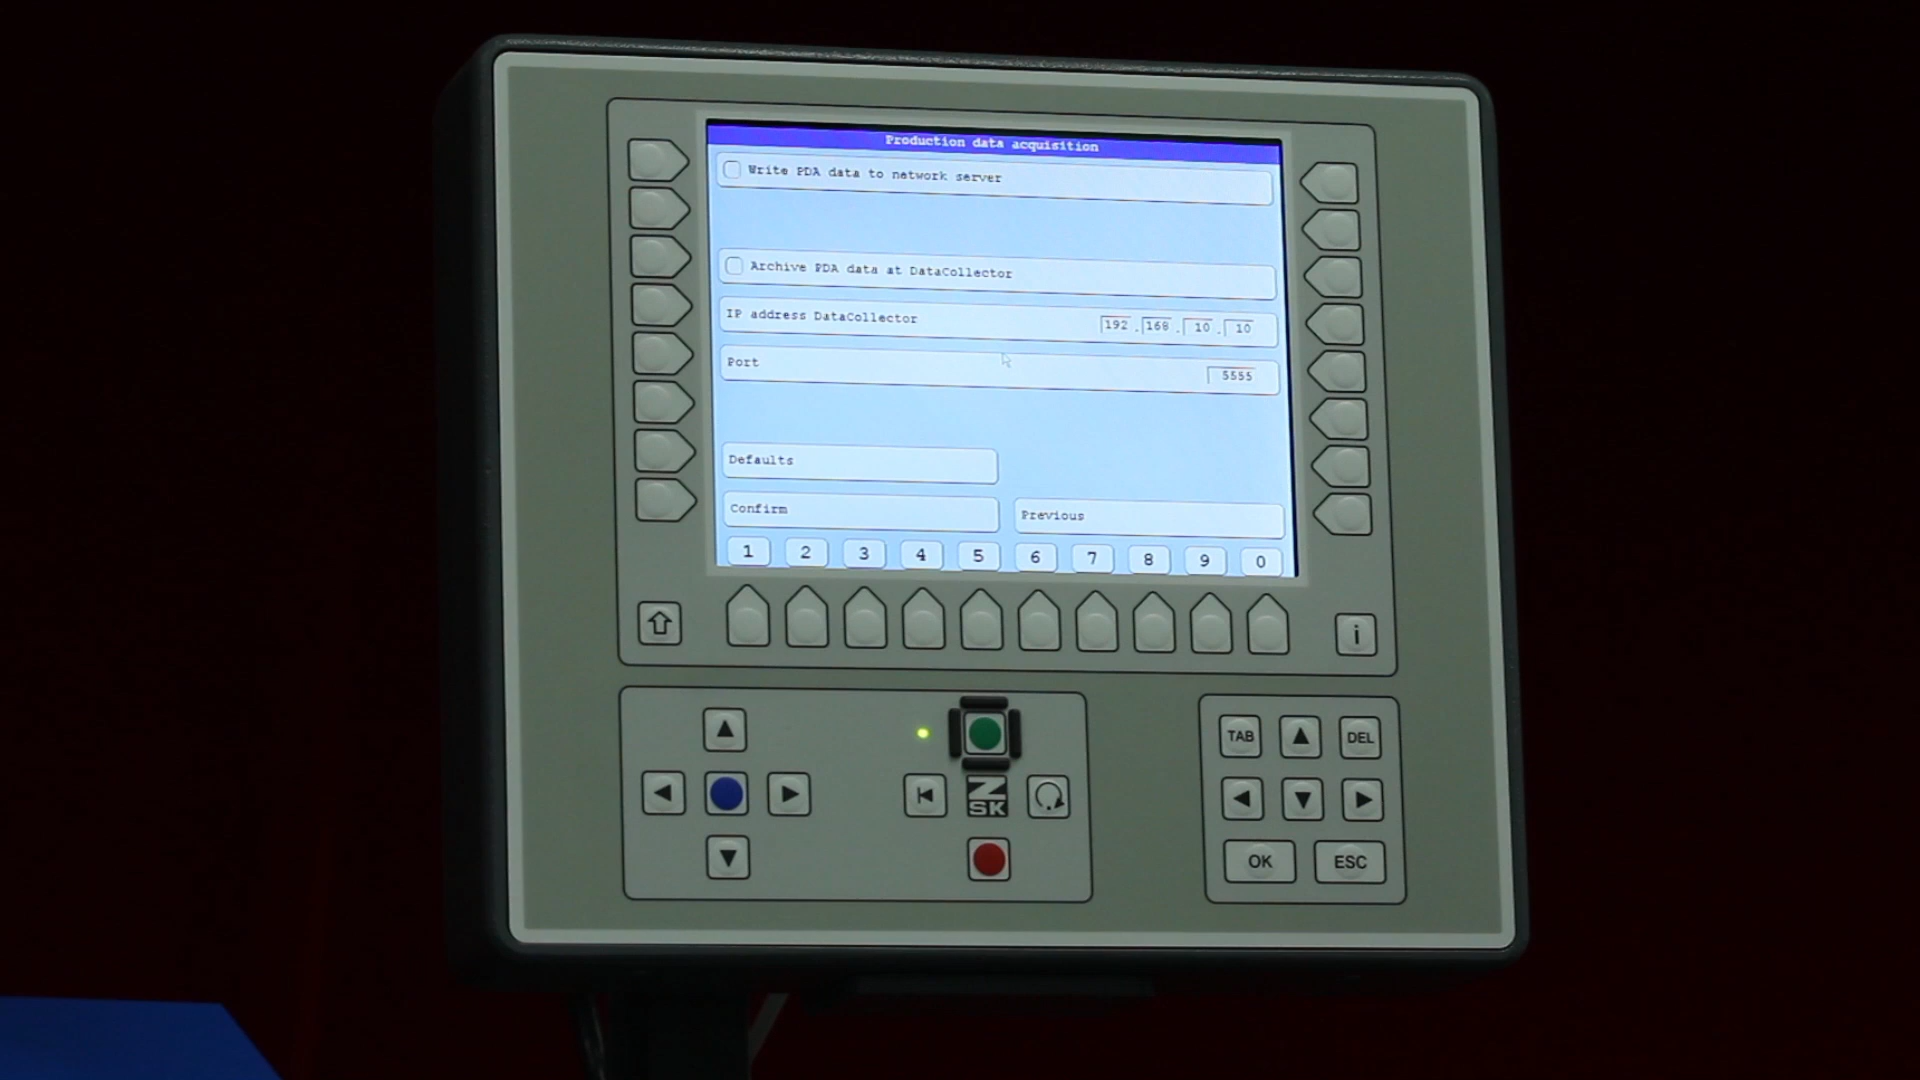 Production data acquisition
Write PDA data to network server
Archive PDA data at DataCollector
IP address DataCollector 192.168.10.10
Port 5555
Defaults
Confirm Previous
1 2 3 4 5 6 7 8 9 0
i
TAB DEL
ZSK
OK ESC